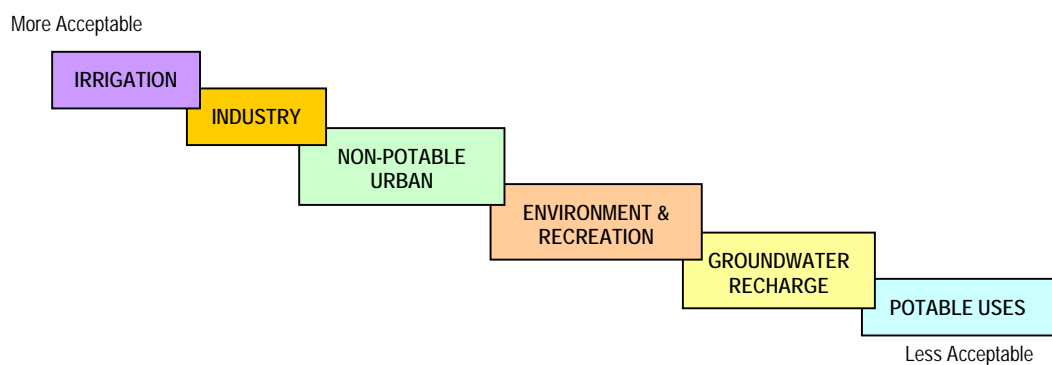 More Acceptable
IRRIGATION
INDUSTRY
NON-POTABLE
URBAN
ENVIRONMENT &
RECREATION
GROUNDWATER
RECHARGE
POTABLE USES
Less Acceptable